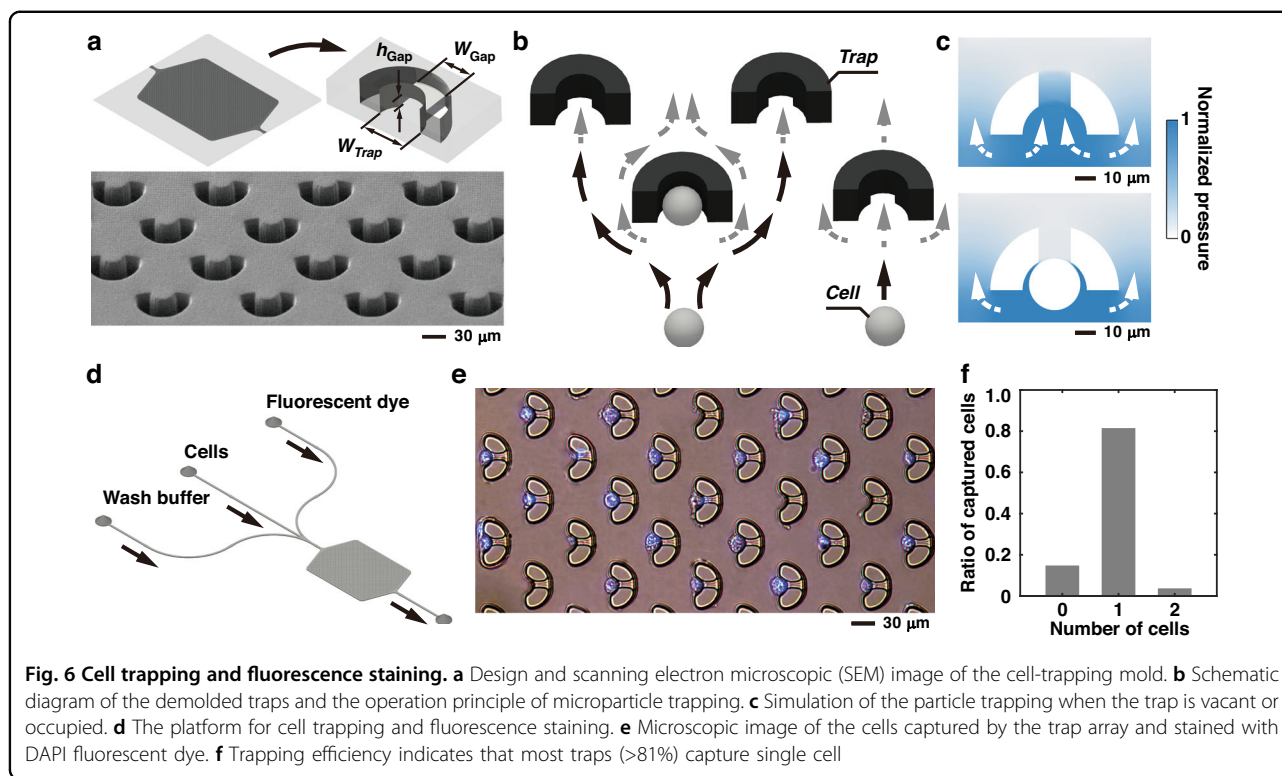 a
h_Gap
W_Gap
W_Trap
30 μm
b
Trap
Cell
c
10 μm
10 μm
1
0
Normalized pressure
d
Fluorescent dye
Cells
Wash buffer
e
30 μm
f
Ratio of captured cells
1.0
0.8
0.6
0.4
0.2
0
0 1 2
Number of cells
Fig. 6 Cell trapping and fluorescence staining. a Design and scanning electron microscopic (SEM) image of the cell-trapping mold. b Schematic
diagram of the demolded traps and the operation principle of microparticle trapping. c Simulation of the particle trapping when the trap is vacant or
occupied. d The platform for cell trapping and fluorescence staining. e Microscopic image of the cells captured by the trap array and stained with
DAPI fluorescent dye. f Trapping efficiency indicates that most traps (>81%) capture single cell